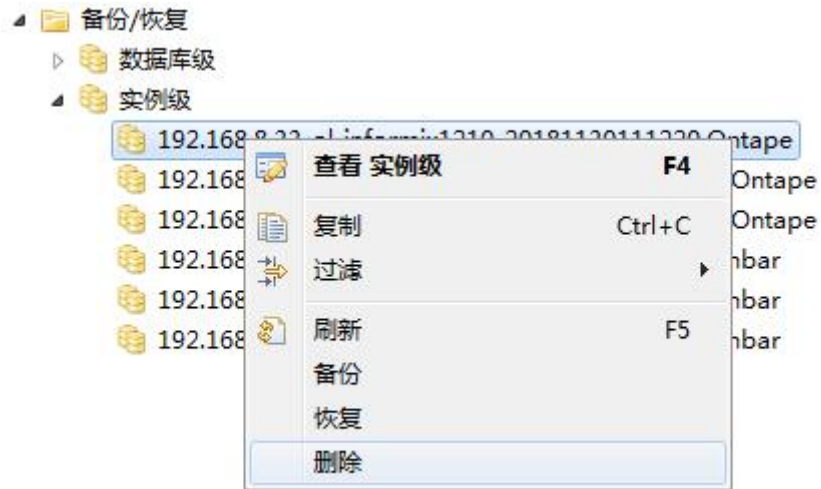 备份/恢复
数据库级
实例级
192.168 Ontape
查看 实例级 F4
192.168 Ontape
192.168 Ontape
复制 Ctrl+C
192.168 nbar
过滤
192.168 nbar
192.168 nbar
刷新 F5
备份
恢复
删除